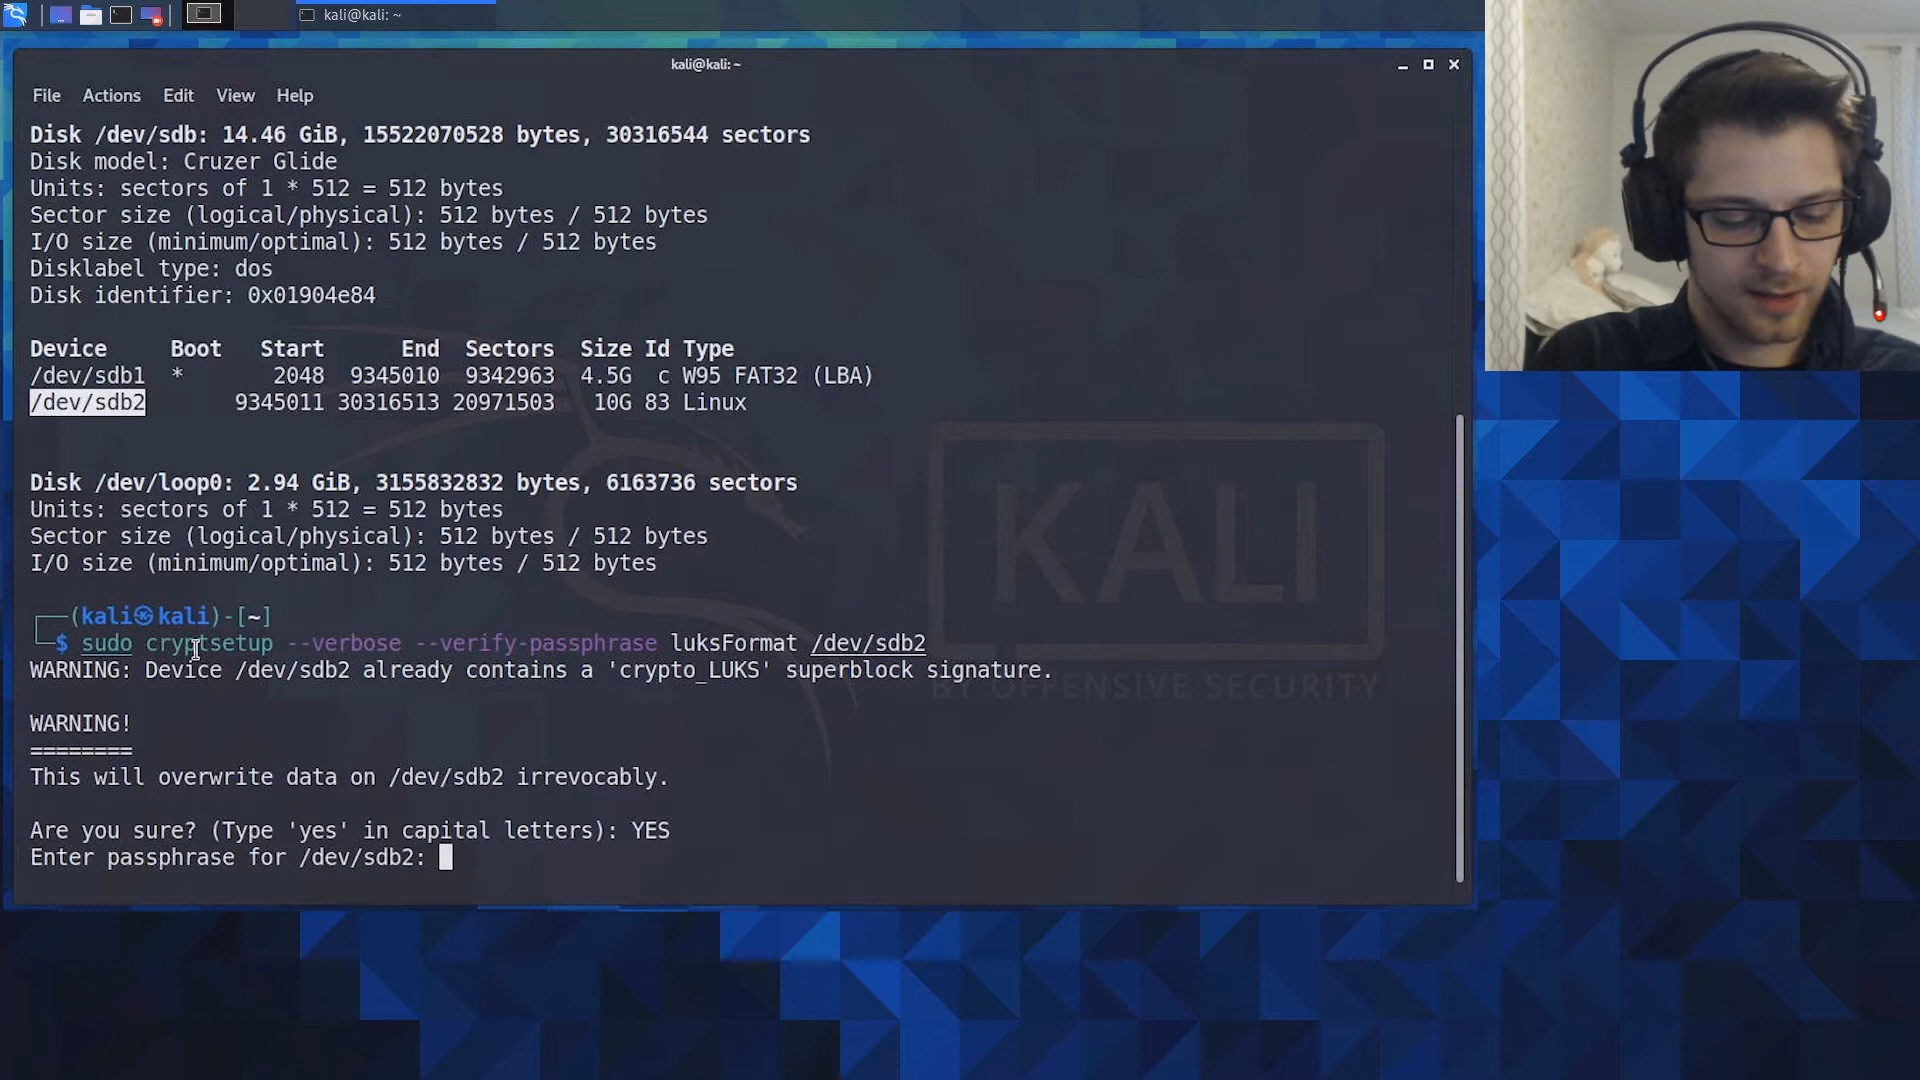 kali@kali: ~
kali@kali: ~
File Actions Edit View Help
Disk /dev/sdb: 14.46 GiB, 15522070528 bytes, 30316544 sectors
Disk model: Cruzer Glide
Units: sectors of 1 * 512 = 512 bytes
Sector size (logical/physical): 512 bytes / 512 bytes
I/O size (minimum/optimal): 512 bytes / 512 bytes
Disklabel type: dos
Disk identifier: 0x01904e84
Device Boot Start End Sectors Size Id Type
/dev/sdb1 * 2048 9345010 9342963 4.5G c W95 FAT32 (LBA)
/dev/sdb2 9345011 30316513 20971503 10G 83 Linux
Disk /dev/loop0: 2.94 GiB, 3155832832 bytes, 6163736 sectors
Units: sectors of 1 * 512 = 512 bytes
Sector size (logical/physical): 512 bytes / 512 bytes
I/O size (minimum/optimal): 512 bytes / 512 bytes
KALI
BY OFFENSIVE SECURITY
┌──(kali㉿kali)-[~]
└─$ sudo cryptsetup --verbose --verify-passphrase luksFormat /dev/sdb2
WARNING: Device /dev/sdb2 already contains a 'crypto_LUKS' superblock signature.
WARNING!
========
This will overwrite data on /dev/sdb2 irrevocably.
Are you sure? (Type 'yes' in capital letters): YES
Enter passphrase for /dev/sdb2: